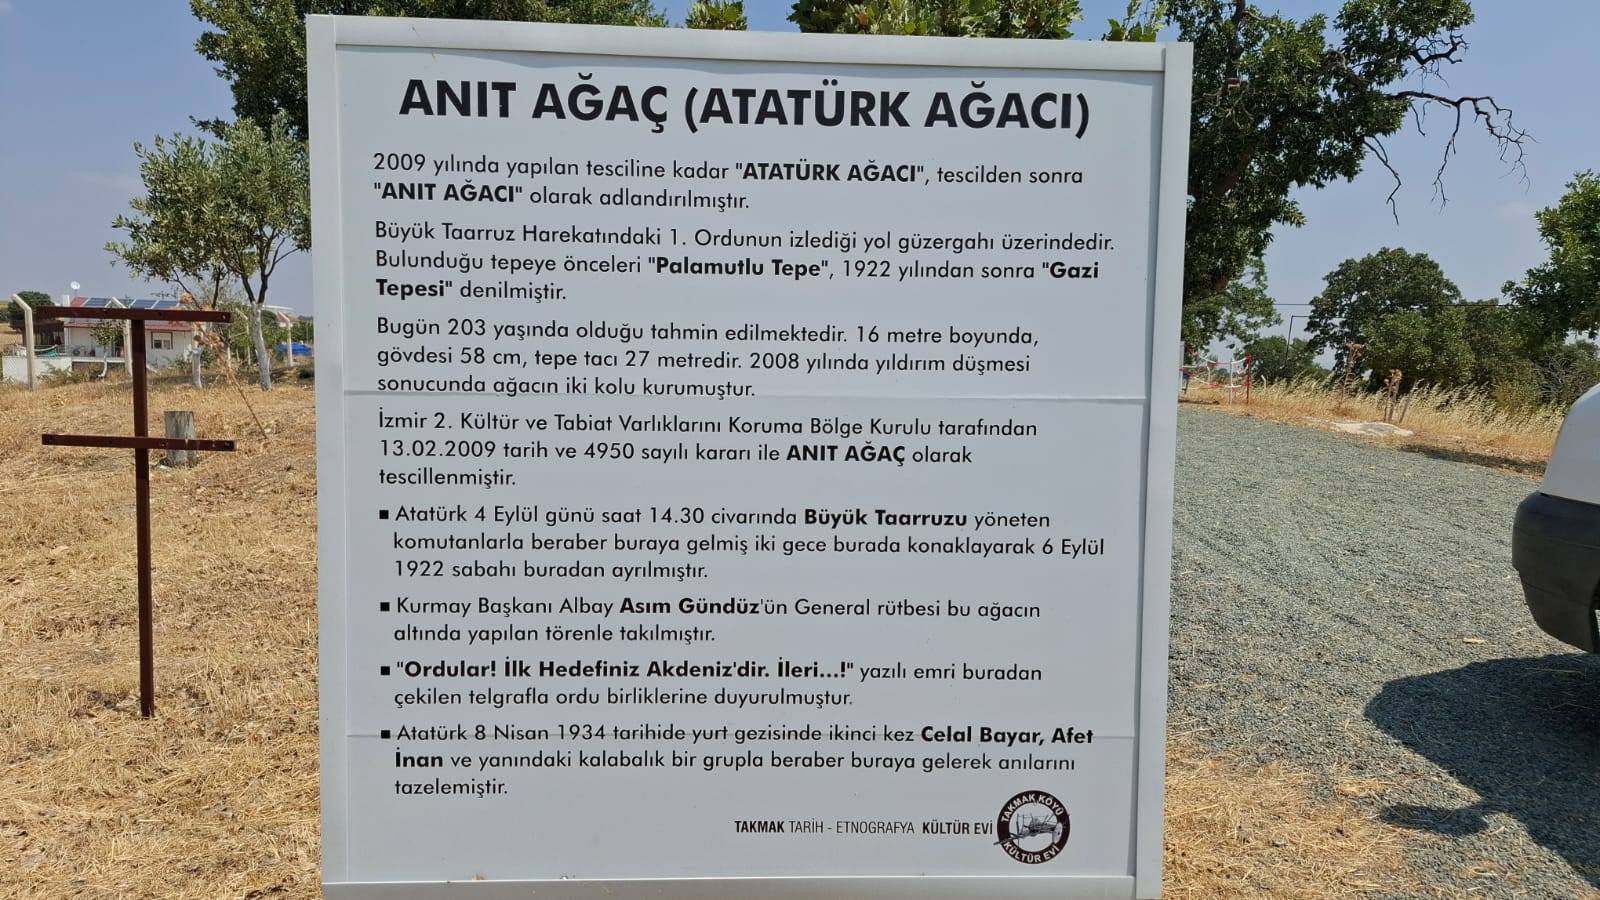 ANIT AĞAÇ (ATATÜRK AĞACI)
2009 yılında yapılan tesciline kadar "ATATÜRK AĞACI", tescilden sonra
"ANIT AĞACI" olarak adlandırılmıştır.
Büyük Taarruz Harekatındaki 1. Ordunun izlediği yol güzergahı üzerindedir.
Bulunduğu tepeye önceleri "Palamutlu Tepe", 1922 yılından sonra "Gazi
Tepesi" denilmiştir.
Bugün 203 yaşında olduğu tahmin edilmektedir. 16 metre boyunda,
gövdesi 58 cm, tepe tacı 27 metredir. 2008 yılında yıldırım düşmesi
sonucunda ağacın iki kolu kurumuştur.
İzmir 2. Kültür ve Tabiat Varlıklarını Koruma Bölge Kurulu tarafından
13.02.2009 tarih ve 4950 sayılı kararı ile ANIT AĞAÇ olarak
tescillenmiştir.
▪ Atatürk 4 Eylül günü saat 14.30 civarında Büyük Taarruzu yöneten
komutanlarla beraber buraya gelmiş iki gece burada konaklayarak 6 Eylül
1922 sabahı buradan ayrılmıştır.
▪ Kurmay Başkanı Albay Asım Gündüz'ün General rütbesi bu ağacın
altında yapılan törenle takılmıştır.
▪ "Ordular! İlk Hedefiniz Akdeniz'dir. İleri...!" yazılı emri buradan
çekilen telgrafla ordu birliklerine duyurulmuştur.
▪ Atatürk 8 Nisan 1934 tarihide yurt gezisinde ikinci kez Celal Bayar, Afet
İnan ve yanındaki kalabalık bir grupla beraber buraya gelerek anılarını
tazelemiştir.
TAKMAK TARİH - ETNOGRAFYA KÜLTÜR EVİ
TAKMAK KÖYÜ
KÜLTÜR EVİ